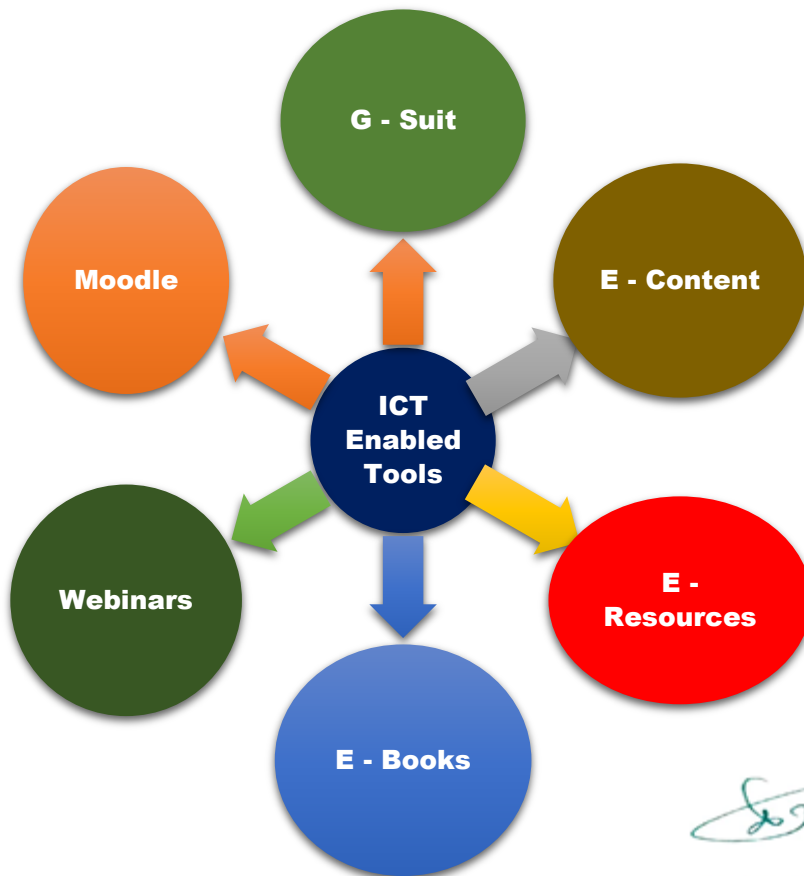 G - Suit
Moodle
E - Content
ICT
Enabled
Tools
Webinars
E -
Resources
E - Books